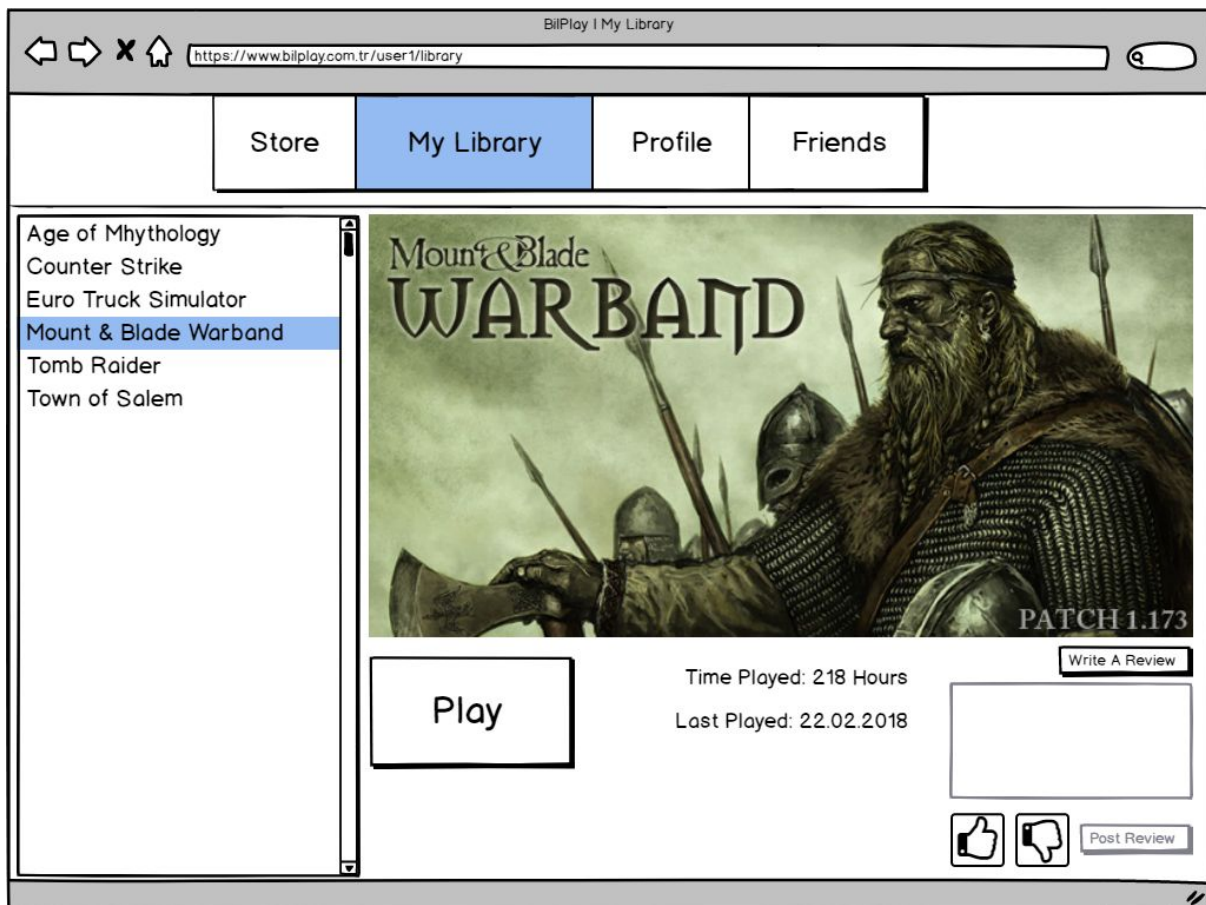 BilPlay | My Library
https://www.bilplay.com.tr/user1/library
Store
My Library
Profile
Friends
Age of Mhythology
Counter Strike
Euro Truck Simulator
Mount & Blade Warband
Tomb Raider
Town of Salem
Mount & Blade
WARBAND
PATCH 1.173
Play
Time Played: 218 Hours
Last Played: 22.02.2018
Write A Review
Post Review